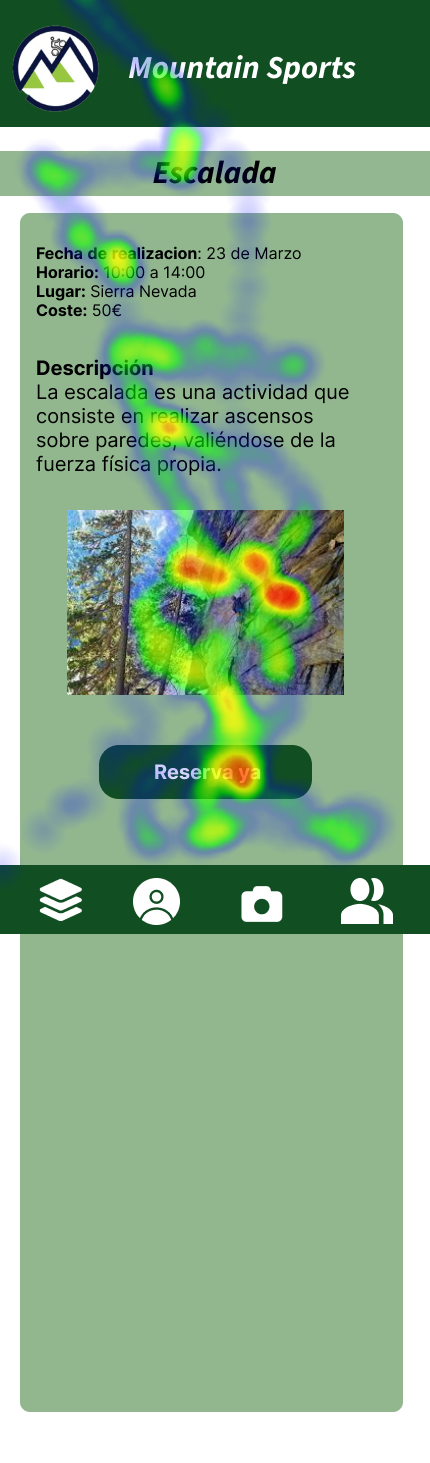 Mountain Sports
Escalada
Fecha de realizacion: 23 de Marzo
Horario: 10:00 a 14:00
Lugar: Sierra Nevada
Coste: 50€
Descripción
La escalada es una actividad que
consiste en realizar ascensos
sobre paredes, valiéndose de la
fuerza física propia.
Reserva ya